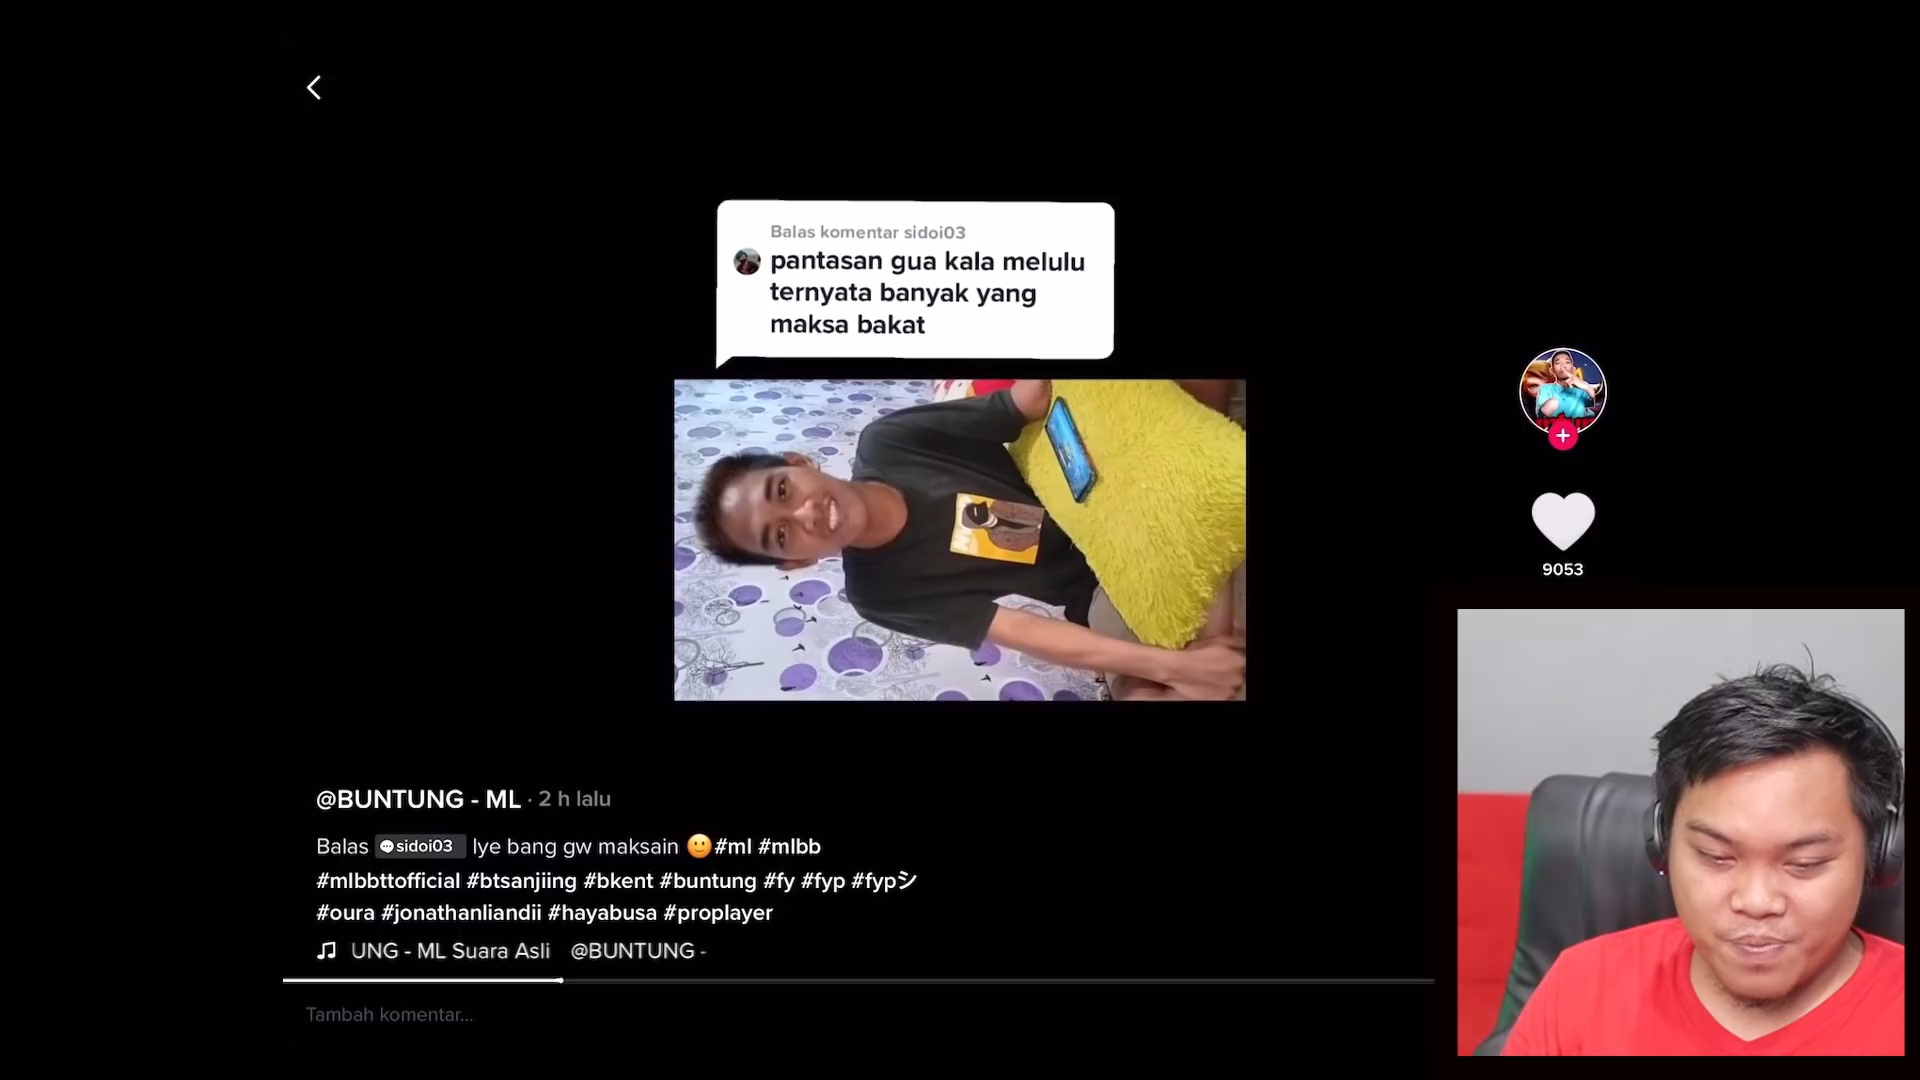 Balas komentar sidoi03
pantasan gua kala melulu
ternyata banyak yang
maksa bakat
9053
@BUNTUNG - ML · 2 h lalu
Balas sidoi03 Iye bang gw maksain 🙂#ml #mlbb
#mlbbttofficial #btsanjiing #bkent #buntung #fy #fyp #fypシ
#oura #jonathanliandii #hayabusa #proplayer
UNG - ML Suara Asli @BUNTUNG -
Tambah komentar...